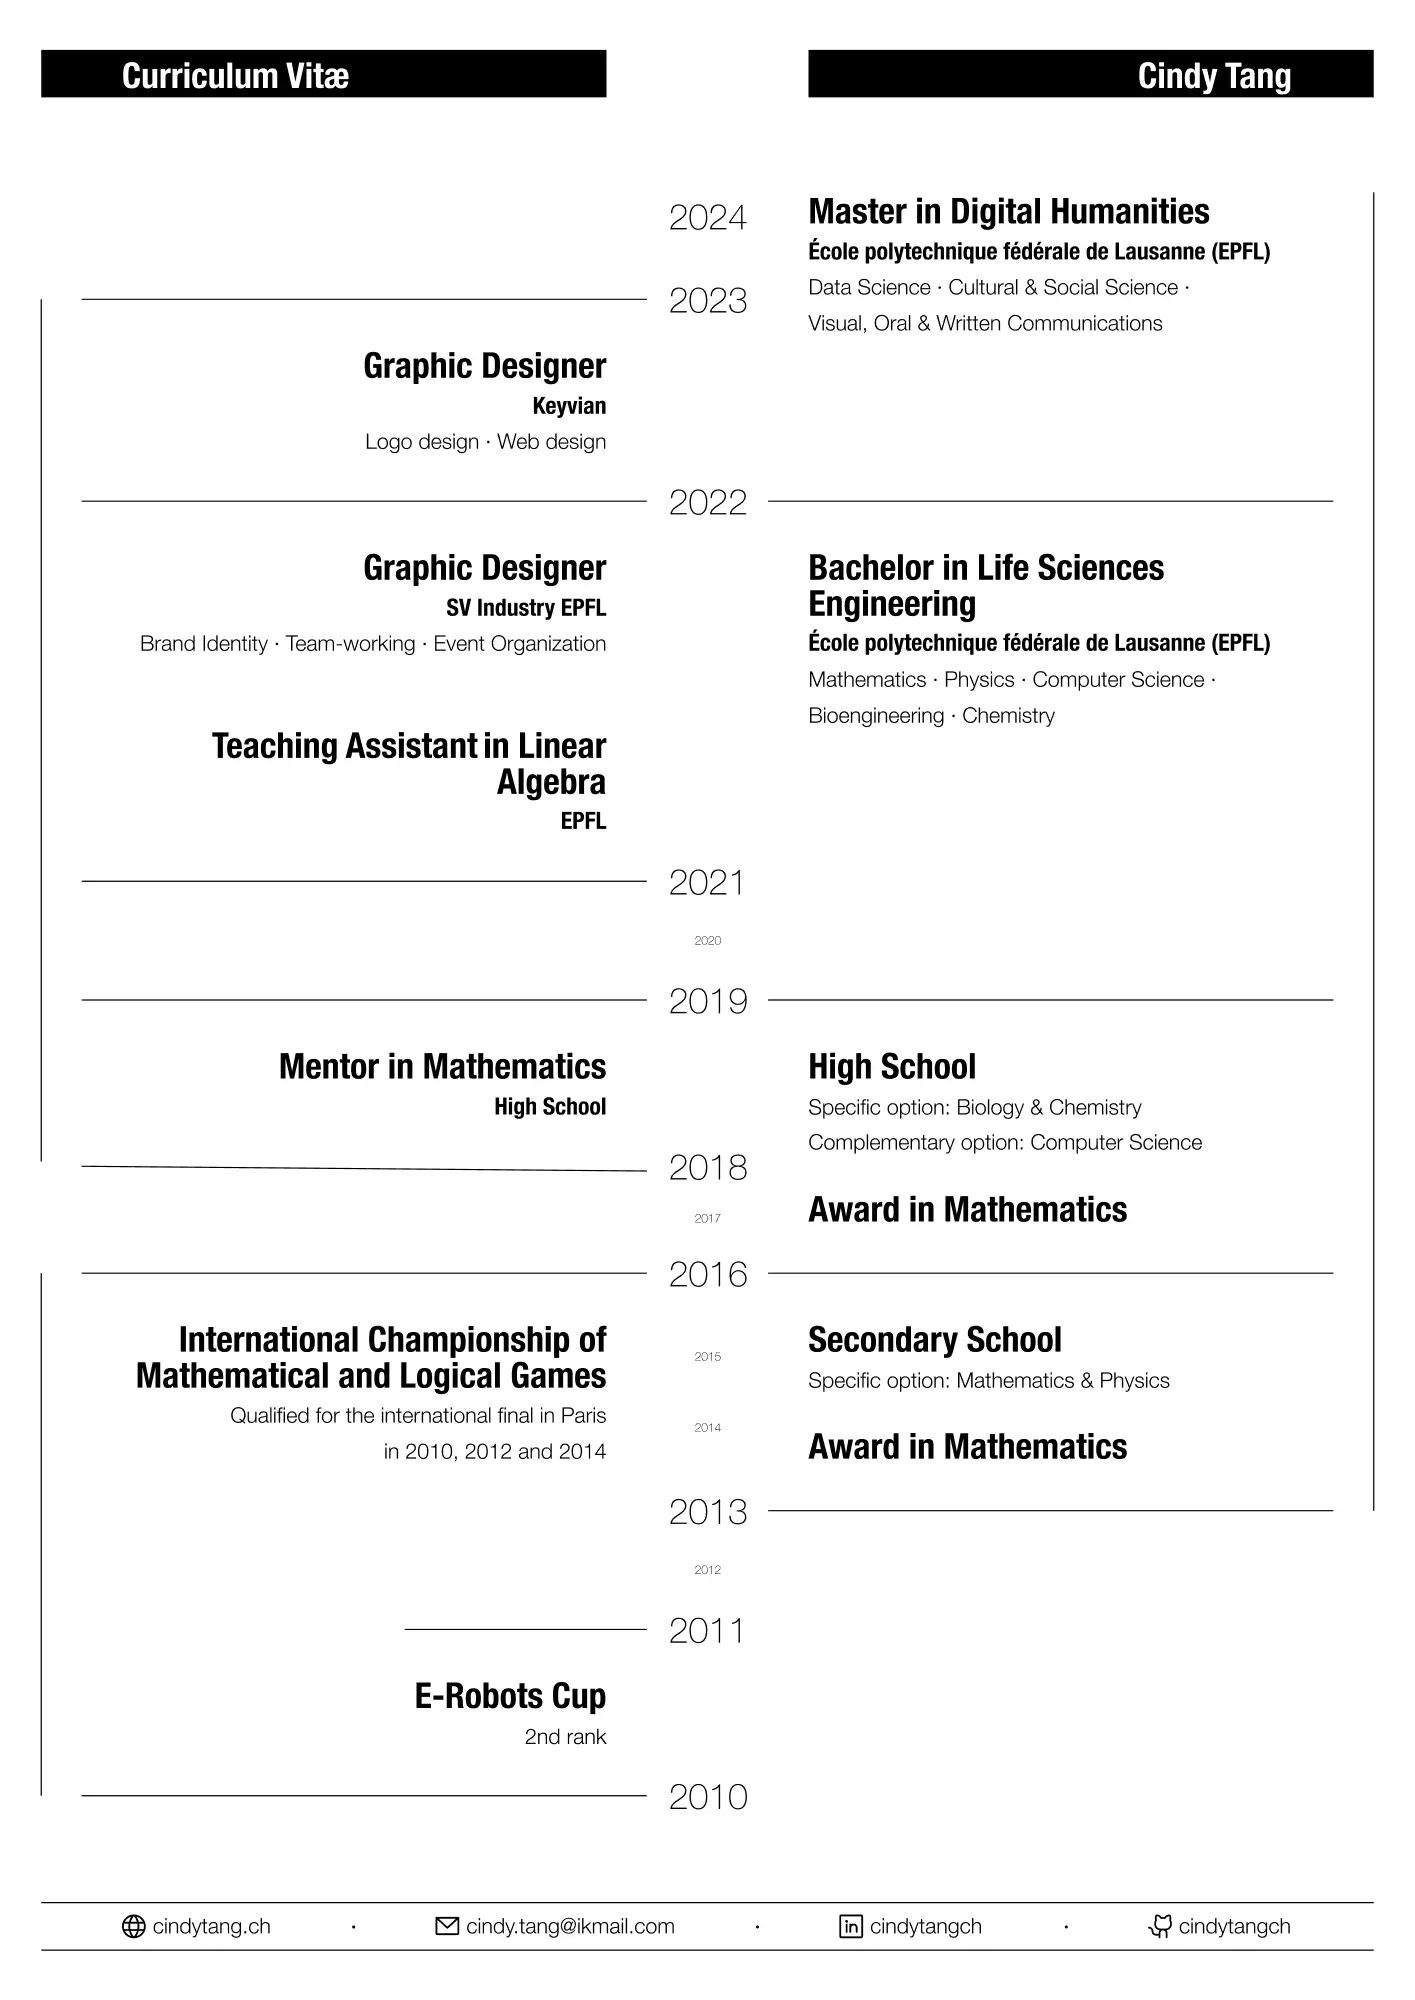 Curriculum Vitæ
Cindy Tang
2024
Master in Digital Humanities
École polytechnique fédérale de Lausanne (EPFL)
Data Science · Cultural & Social Science ·
Visual, Oral & Written Communications
2023
Graphic Designer
Keyvian
Logo design · Web design
2022
Graphic Designer
SV Industry EPFL
Brand Identity · Team-working · Event Organization
Teaching Assistant in Linear
Algebra
EPFL
Bachelor in Life Sciences
Engineering
École polytechnique fédérale de Lausanne (EPFL)
Mathematics · Physics · Computer Science ·
Bioengineering · Chemistry
2021
2020
2019
Mentor in Mathematics
High School
High School
Specific option: Biology & Chemistry
Complementary option: Computer Science
2018
2017
Award in Mathematics
2016
International Championship of
Mathematical and Logical Games
Qualified for the international final in Paris
in 2010, 2012 and 2014
2015
2014
Secondary School
Specific option: Mathematics & Physics
Award in Mathematics
2013
2012
2011
E-Robots Cup
2nd rank
2010
cindytang.ch · cindy.tang@ikmail.com · cindytangch · cindytangch